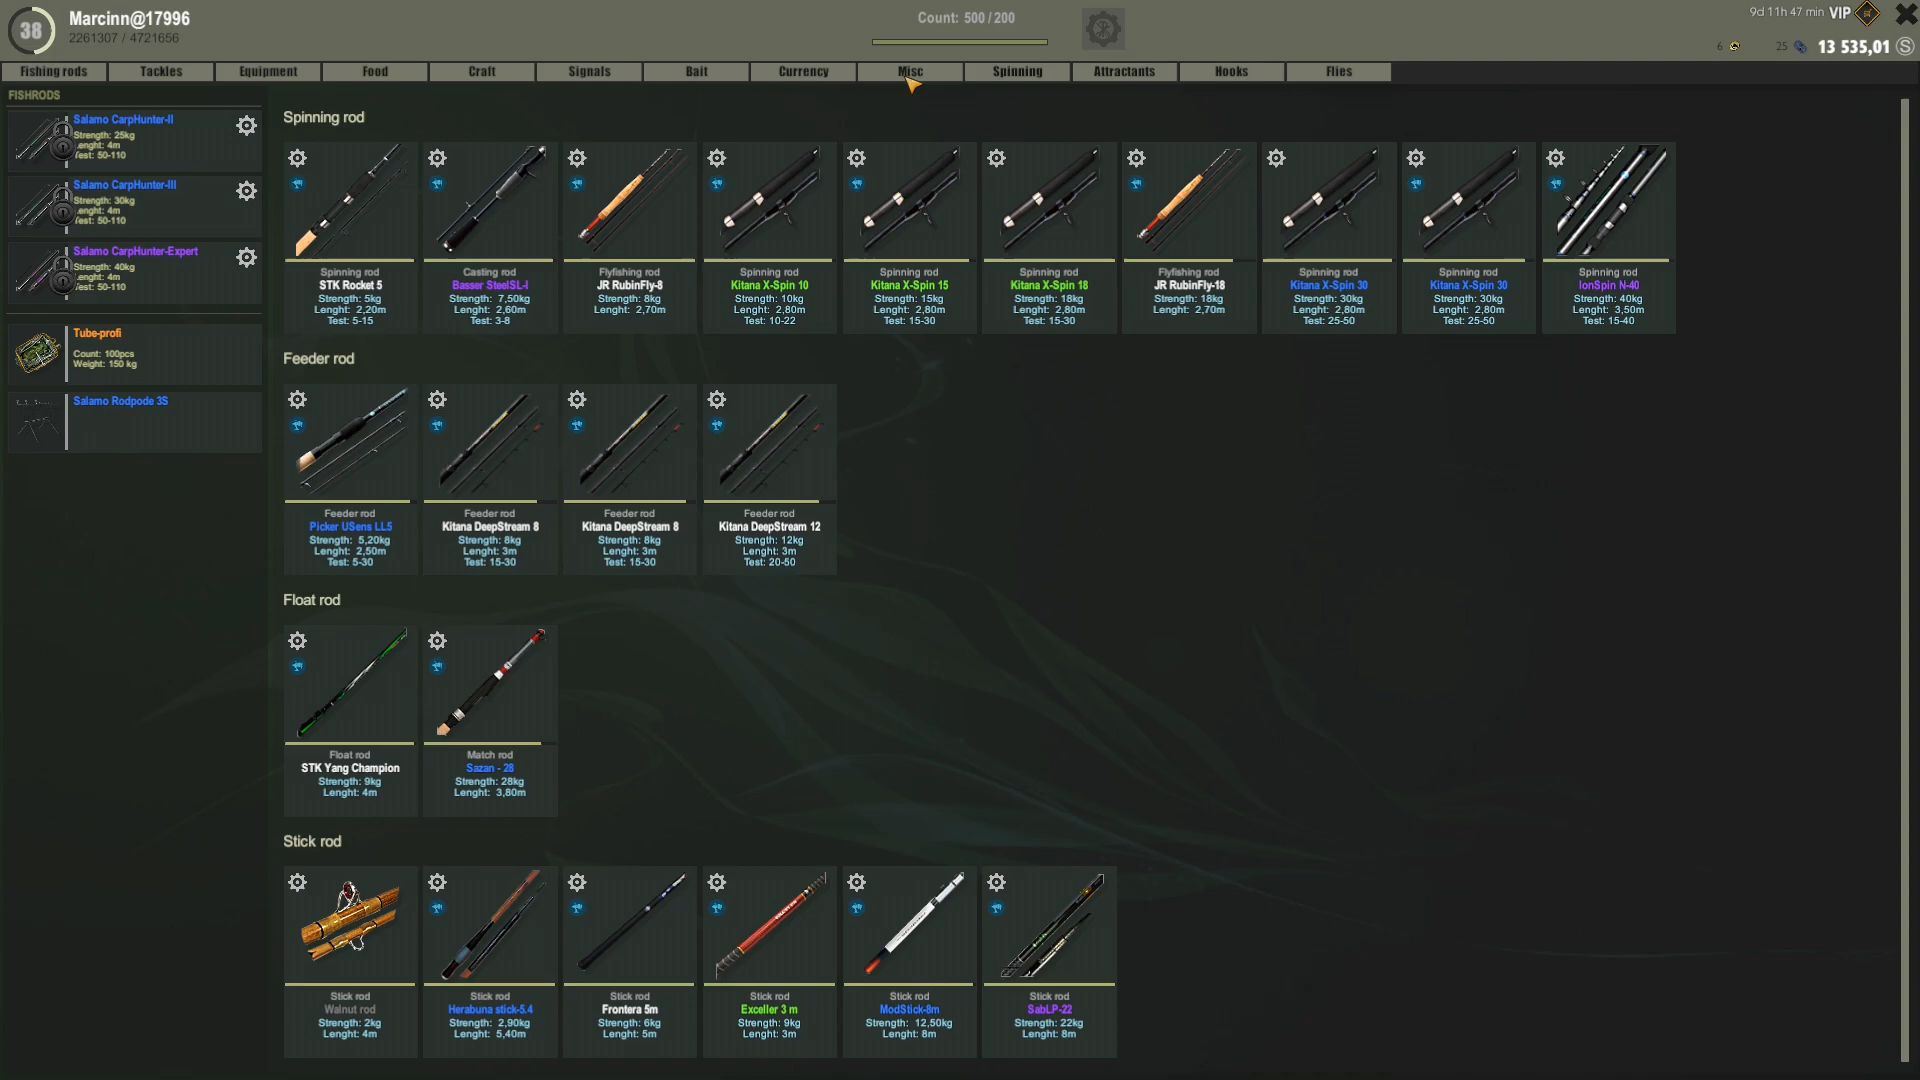 38
Marcinn@17996
2261307 / 4721656
Count: 500 / 200
9d 11h 47 min VIP
6 25 13 535,01 S
Fishing rods Tackles Equipment Food Craft Signals Bait Currency Misc Spinning Attractants Hooks Flies
FISHRODS
Salamo CarpHunter-II
Strength: 25kg
Lenght: 4m
Test: 50-110
Salamo CarpHunter-III
Strength: 30kg
Lenght: 4m
Test: 50-110
Salamo CarpHunter-Expert
Strength: 40kg
Lenght: 4m
Test: 50-110
Tube-profi
Count: 100pcs
Weight: 150 kg
Salamo Rodpode 3S
Spinning rod
Spinning rod
STK Rocket 5
Strength: 5kg
Lenght: 2,20m
Test: 5-15
Casting rod
Basser SteelSL-I
Strength: 7,50kg
Lenght: 2,60m
Test: 3-8
Flyfishing rod
JR RubinFly-8
Strength: 8kg
Lenght: 2,70m
Spinning rod
Kitana X-Spin 10
Strength: 10kg
Lenght: 2,80m
Test: 10-22
Spinning rod
Kitana X-Spin 15
Strength: 15kg
Lenght: 2,80m
Test: 15-30
Spinning rod
Kitana X-Spin 18
Strength: 18kg
Lenght: 2,80m
Test: 15-30
Flyfishing rod
JR RubinFly-18
Strength: 18kg
Lenght: 2,70m
Spinning rod
Kitana X-Spin 30
Strength: 30kg
Lenght: 2,80m
Test: 25-50
Spinning rod
Kitana X-Spin 30
Strength: 30kg
Lenght: 2,80m
Test: 25-50
Spinning rod
IonSpin N-40
Strength: 40kg
Lenght: 3,50m
Test: 15-40
Feeder rod
Feeder rod
Picker USens LL5
Strength: 5,20kg
Lenght: 2,50m
Test: 5-30
Feeder rod
Kitana DeepStream 8
Strength: 8kg
Lenght: 3m
Test: 15-30
Feeder rod
Kitana DeepStream 8
Strength: 8kg
Lenght: 3m
Test: 15-30
Feeder rod
Kitana DeepStream 12
Strength: 12kg
Lenght: 3m
Test: 20-50
Float rod
Float rod
STK Yang Champion
Strength: 9kg
Lenght: 4m
Match rod
Sazan - 28
Strength: 28kg
Lenght: 3,80m
Stick rod
Stick rod
Walnut rod
Strength: 2kg
Lenght: 4m
Stick rod
Herabuna stick-5.4
Strength: 2,90kg
Lenght: 5,40m
Stick rod
Frontera 5m
Strength: 6kg
Lenght: 5m
Stick rod
Exceller 3 m
Strength: 9kg
Lenght: 3m
Stick rod
ModStick-8m
Strength: 12,50kg
Lenght: 8m
Stick rod
SabLP-22
Strength: 22kg
Lenght: 8m